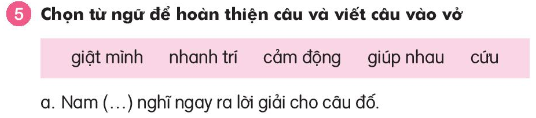 5 Chọn từ ngữ để hoàn thiện câu và viết câu vào vở
giật mình nhanh trí cảm động giúp nhau cứu
a. Nam (...) nghĩ ngay ra lời giải cho câu đố.